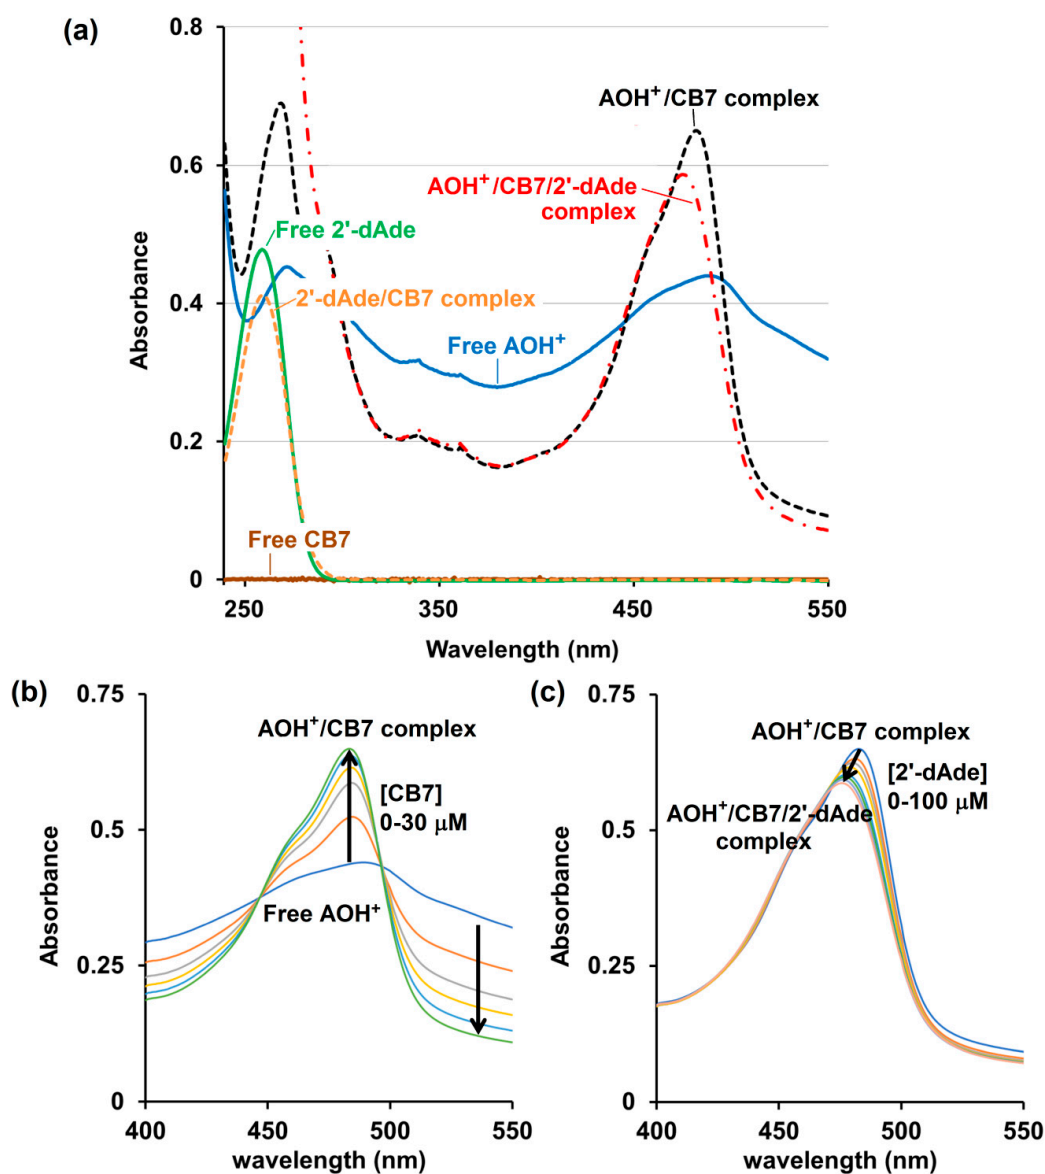 (a)
0.8
0.6
0.4
0.2
0
Absorbance
AOH⁺/CB7 complex
AOH⁺/CB7/2'-dAde
complex
Free 2'-dAde
2'-dAde/CB7 complex
Free AOH⁺
Free CB7
250
350
450
550
Wavelength (nm)
(b)
0.75
0.5
0.25
0
Absorbance
AOH⁺/CB7 complex
[CB7]
0-30 μM
Free AOH⁺
400
450
500
550
wavelength (nm)
(c)
0.75
0.5
0.25
0
Absorbance
AOH⁺/CB7 complex
[2'-dAde]
0-100 μM
AOH⁺/CB7/2'-dAde
complex
400
450
500
550
wavelength (nm)